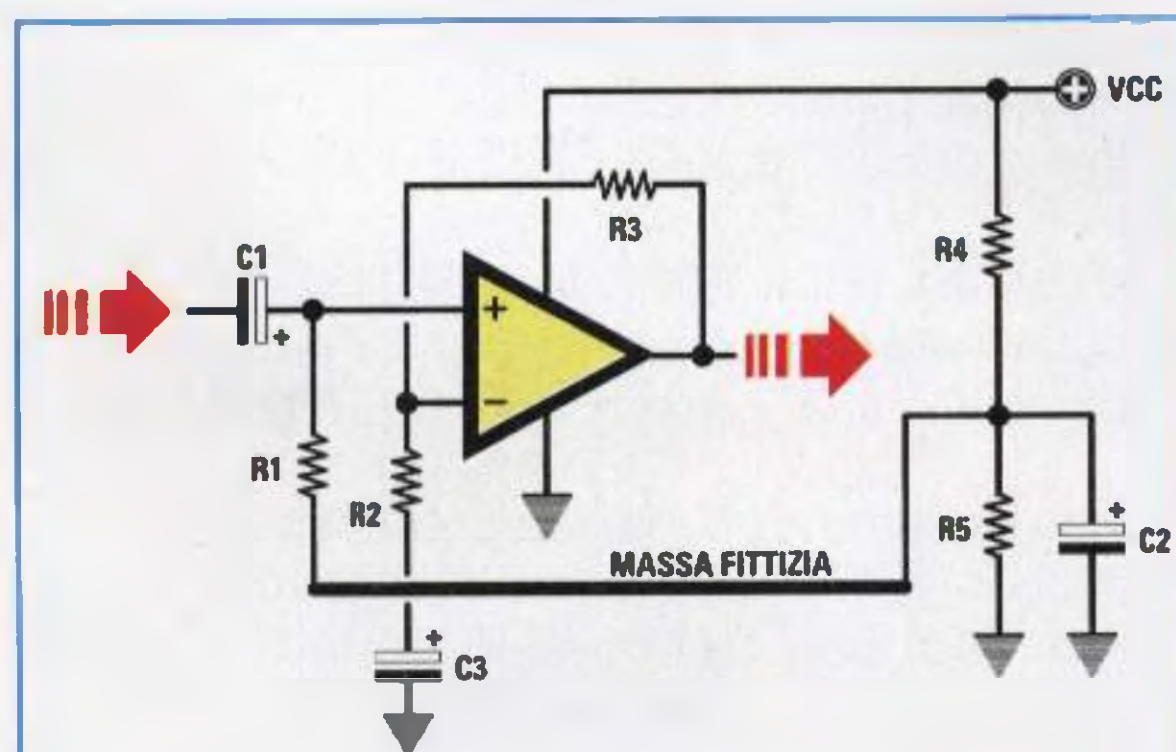 VCC
R3
R4
C1
+
+
−
R1
R2
R5
+
C2
MASSA FITTIZIA
+
C3